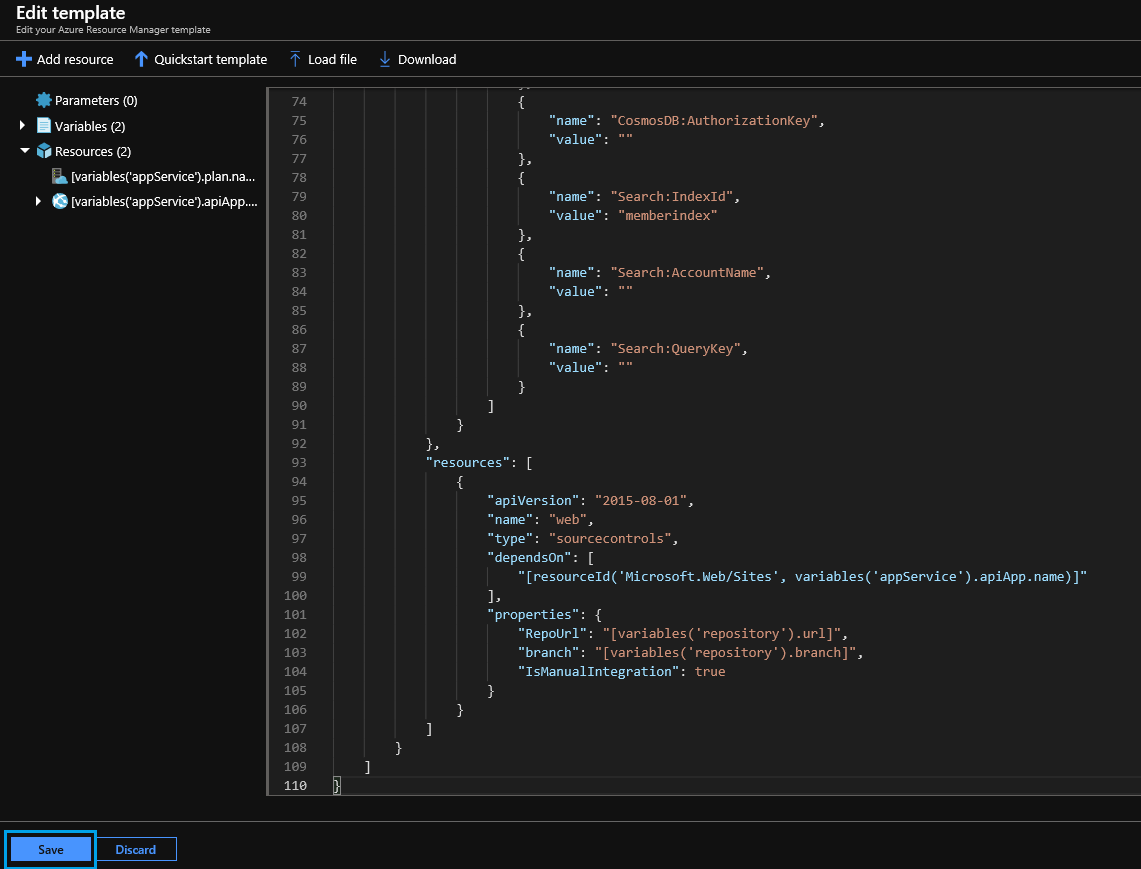 Edit template
Edit your Azure Resource Manager template
Add resource Quickstart template Load file Download
Parameters (0)
Variables (2)
Resources (2)
[variables('appService').plan.na...
[variables('appService').apiApp....
74 {
75 "name": "CosmosDB:AuthorizationKey",
76 "value": ""
77 },
78 {
79 "name": "Search:IndexId",
80 "value": "memberindex"
81 },
82 {
83 "name": "Search:AccountName",
84 "value": ""
85 },
86 {
87 "name": "Search:QueryKey",
88 "value": ""
89 }
90 ]
91 }
92 },
93 "resources": [
94 {
95 "apiVersion": "2015-08-01",
96 "name": "web",
97 "type": "sourcecontrols",
98 "dependsOn": [
99 "[resourceId('Microsoft.Web/Sites', variables('appService').apiApp.name)]"
100 ],
101 "properties": {
102 "RepoUrl": "[variables('repository').url]",
103 "branch": "[variables('repository').branch]",
104 "IsManualIntegration": true
105 }
106 }
107 ]
108 }
109 ]
110 }
Save Discard